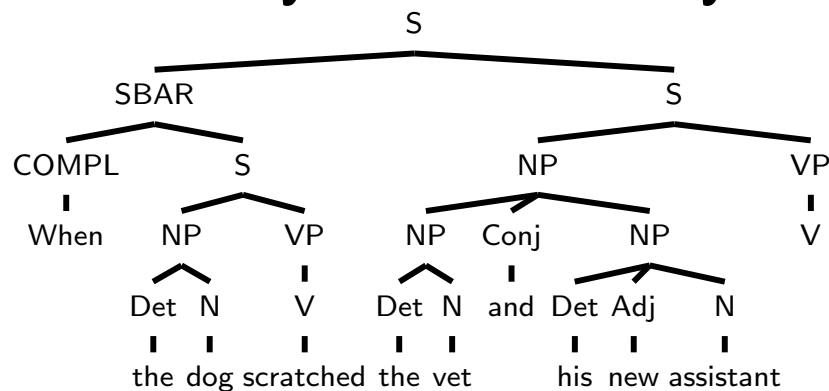 S
SBAR S
COMPL S NP VP
When NP VP NP Conj NP V
Det N V Det N and Det Adj N
the dog scratched the vet his new assistant